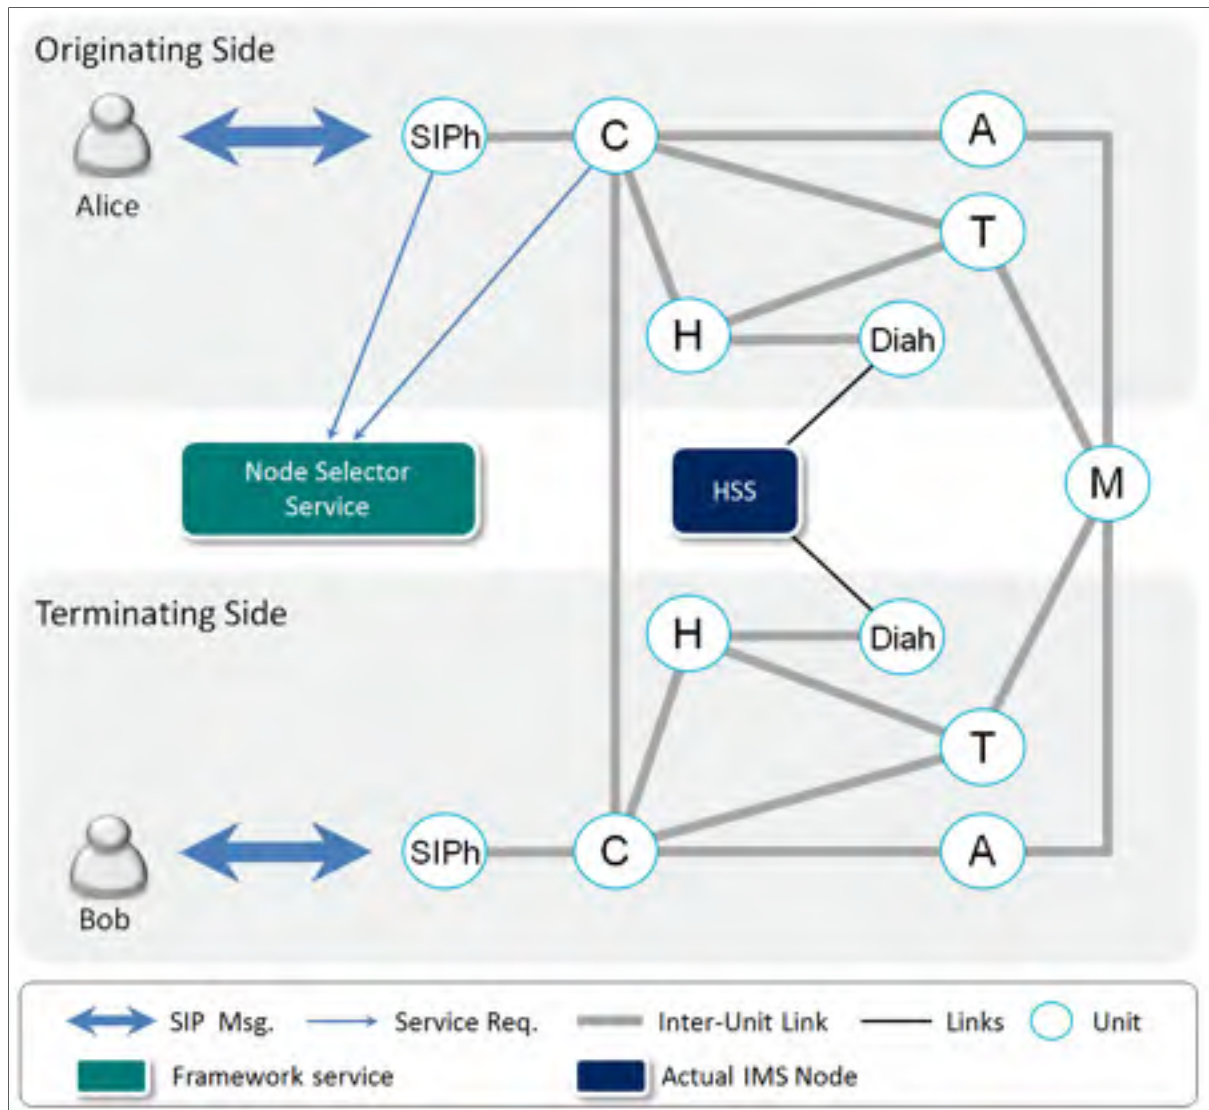 Originating Side
Alice
SIPh
C
A
T
H
Diah
Node Selector
Service
HSS
M
Terminating Side
H
Diah
T
Bob
SIPh
C
A
SIP Msg.
Service Req.
Inter-Unit Link
Links
Unit
Framework service
Actual IMS Node